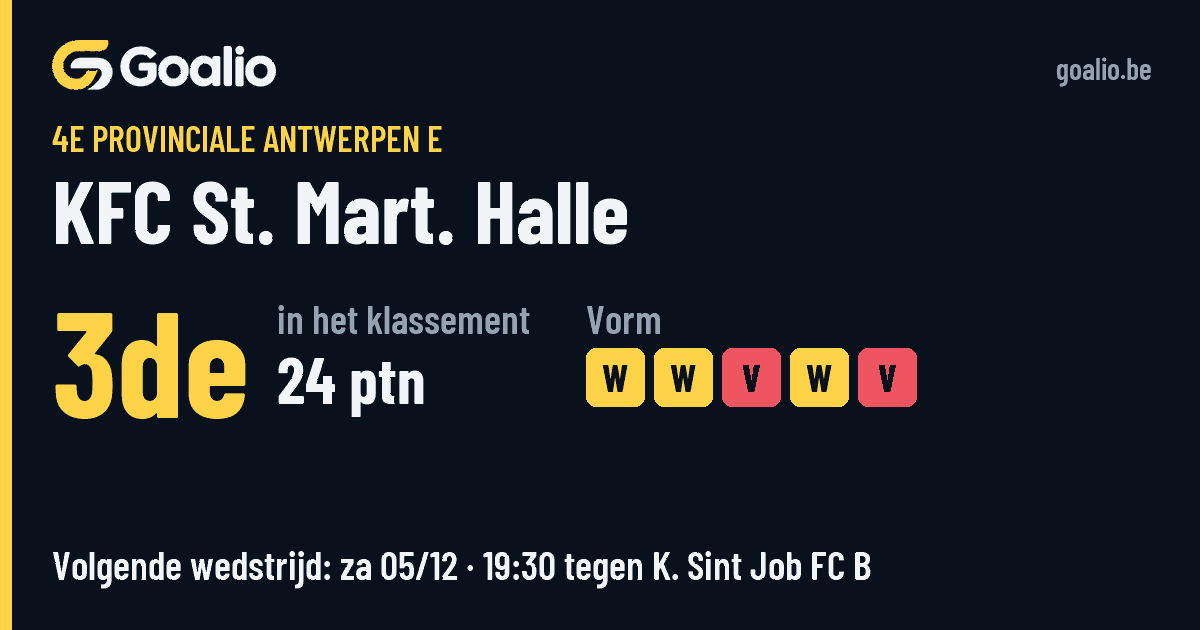 Goalio
goalio.be
4E PROVINCIALE ANTWERPEN E
KFC St. Mart. Halle
3de
in het klassement
24 ptn
Vorm
W W V W V
Volgende wedstrijd: za 05/12 · 19:30 tegen K. Sint Job FC B